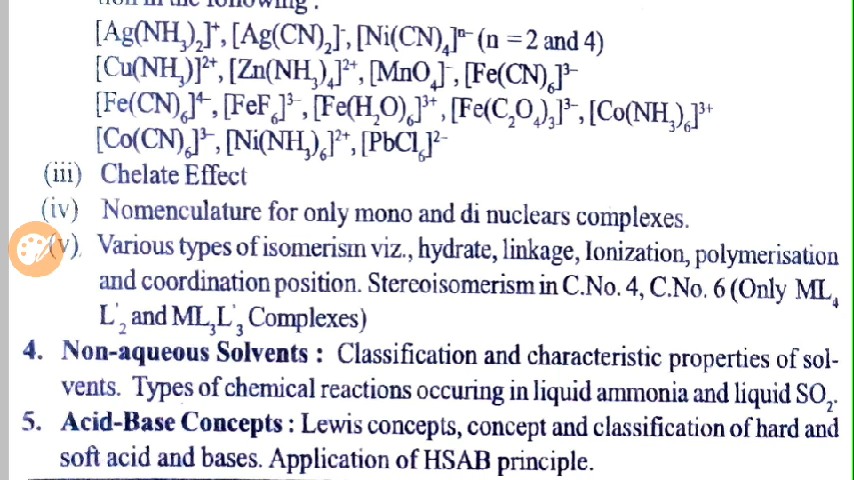 tion in the following :
[Ag(NH₃)₂]⁺, [Ag(CN)₂]⁻, [Ni(CN)₄]ⁿ⁻ (n = 2 and 4)
[Cu(NH₃)]²⁺, [Zn(NH₃)₄]²⁺, [MnO₄]⁻, [Fe(CN)₆]³⁻
[Fe(CN)₆]⁴⁻, [FeF₆]³⁻, [Fe(H₂O)₆]³⁺, [Fe(C₂O₄)₃]³⁻, [Co(NH₃)₆]³⁺
[Co(CN)₆]³⁻, [Ni(NH₃)₆]²⁺, [PbCl₆]²⁻
(iii) Chelate Effect
(iv) Nomenculature for only mono and di nuclears complexes.
(v). Various types of isomerism viz., hydrate, linkage, Ionization, polymerisation
and coordination position. Stereoisomerism in C.No. 4, C.No. 6 (Only ML₄
L'₂ and ML₃L'₃ Complexes)
4. Non-aqueous Solvents : Classification and characteristic properties of sol-
vents. Types of chemical reactions occuring in liquid ammonia and liquid SO₂.
5. Acid-Base Concepts : Lewis concepts, concept and classification of hard and
soft acid and bases. Application of HSAB principle.